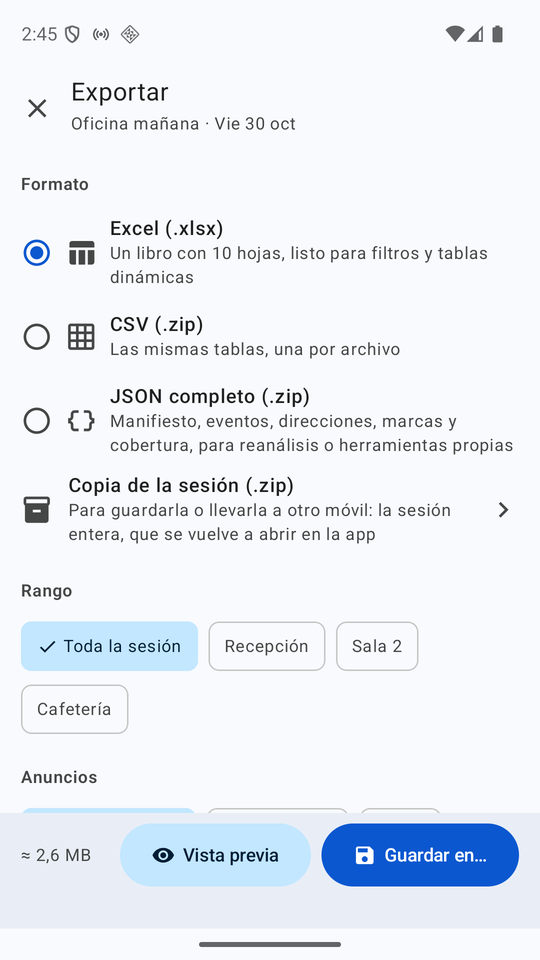 2:45
Exportar
Oficina mañana · Vie 30 oct
Formato
Excel (.xlsx)
Un libro con 10 hojas, listo para filtros y tablas
dinámicas
CSV (.zip)
Las mismas tablas, una por archivo
JSON completo (.zip)
Manifiesto, eventos, direcciones, marcas y
cobertura, para reanálisis o herramientas propias
Copia de la sesión (.zip)
Para guardarla o llevarla a otro móvil: la sesión
entera, que se vuelve a abrir en la app
Rango
Toda la sesión
Recepción
Sala 2
Cafetería
Anuncios
≈ 2,6 MB
Vista previa
Guardar en…